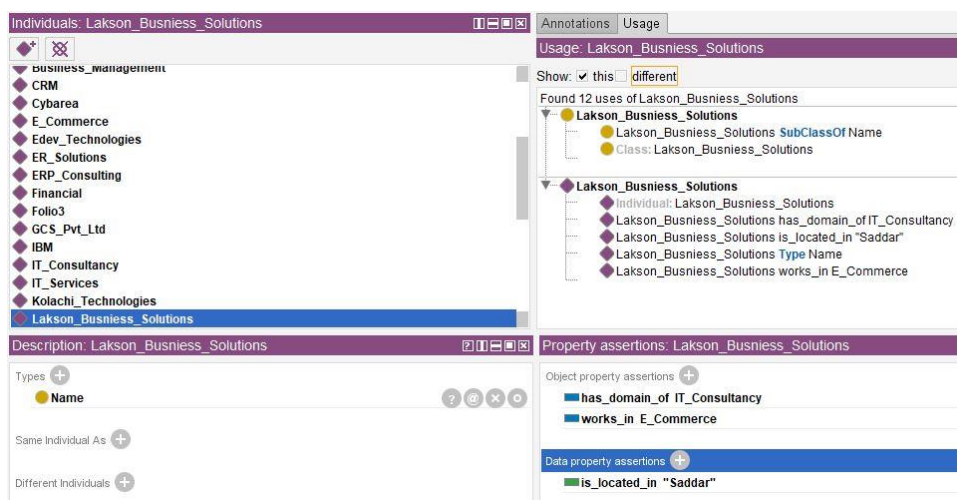 Individuals: Lakson_Busniess_Solutions
Business_Management
CRM
Cybarea
E_Commerce
Edev_Technologies
ER_Solutions
ERP_Consulting
Financial
Folio3
GCS_Pvt_Ltd
IBM
IT_Consultancy
IT_Services
Kolachi_Technologies
Lakson_Busniess_Solutions
Annotations Usage
Usage: Lakson_Busniess_Solutions
Show: this different
Found 12 uses of Lakson_Busniess_Solutions
Lakson_Busniess_Solutions
Lakson_Busniess_Solutions SubClassOf Name
Class: Lakson_Busniess_Solutions
Lakson_Busniess_Solutions
Individual: Lakson_Busniess_Solutions
Lakson_Busniess_Solutions has_domain_of IT_Consultancy
Lakson_Busniess_Solutions is_located_in "Saddar"
Lakson_Busniess_Solutions Type Name
Lakson_Busniess_Solutions works_in E_Commerce
Description: Lakson_Busniess_Solutions
Types
Name
Same Individual As
Different Individuals
Property assertions: Lakson_Busniess_Solutions
Object property assertions
has_domain_of IT_Consultancy
works_in E_Commerce
Data property assertions
is_located_in "Saddar"